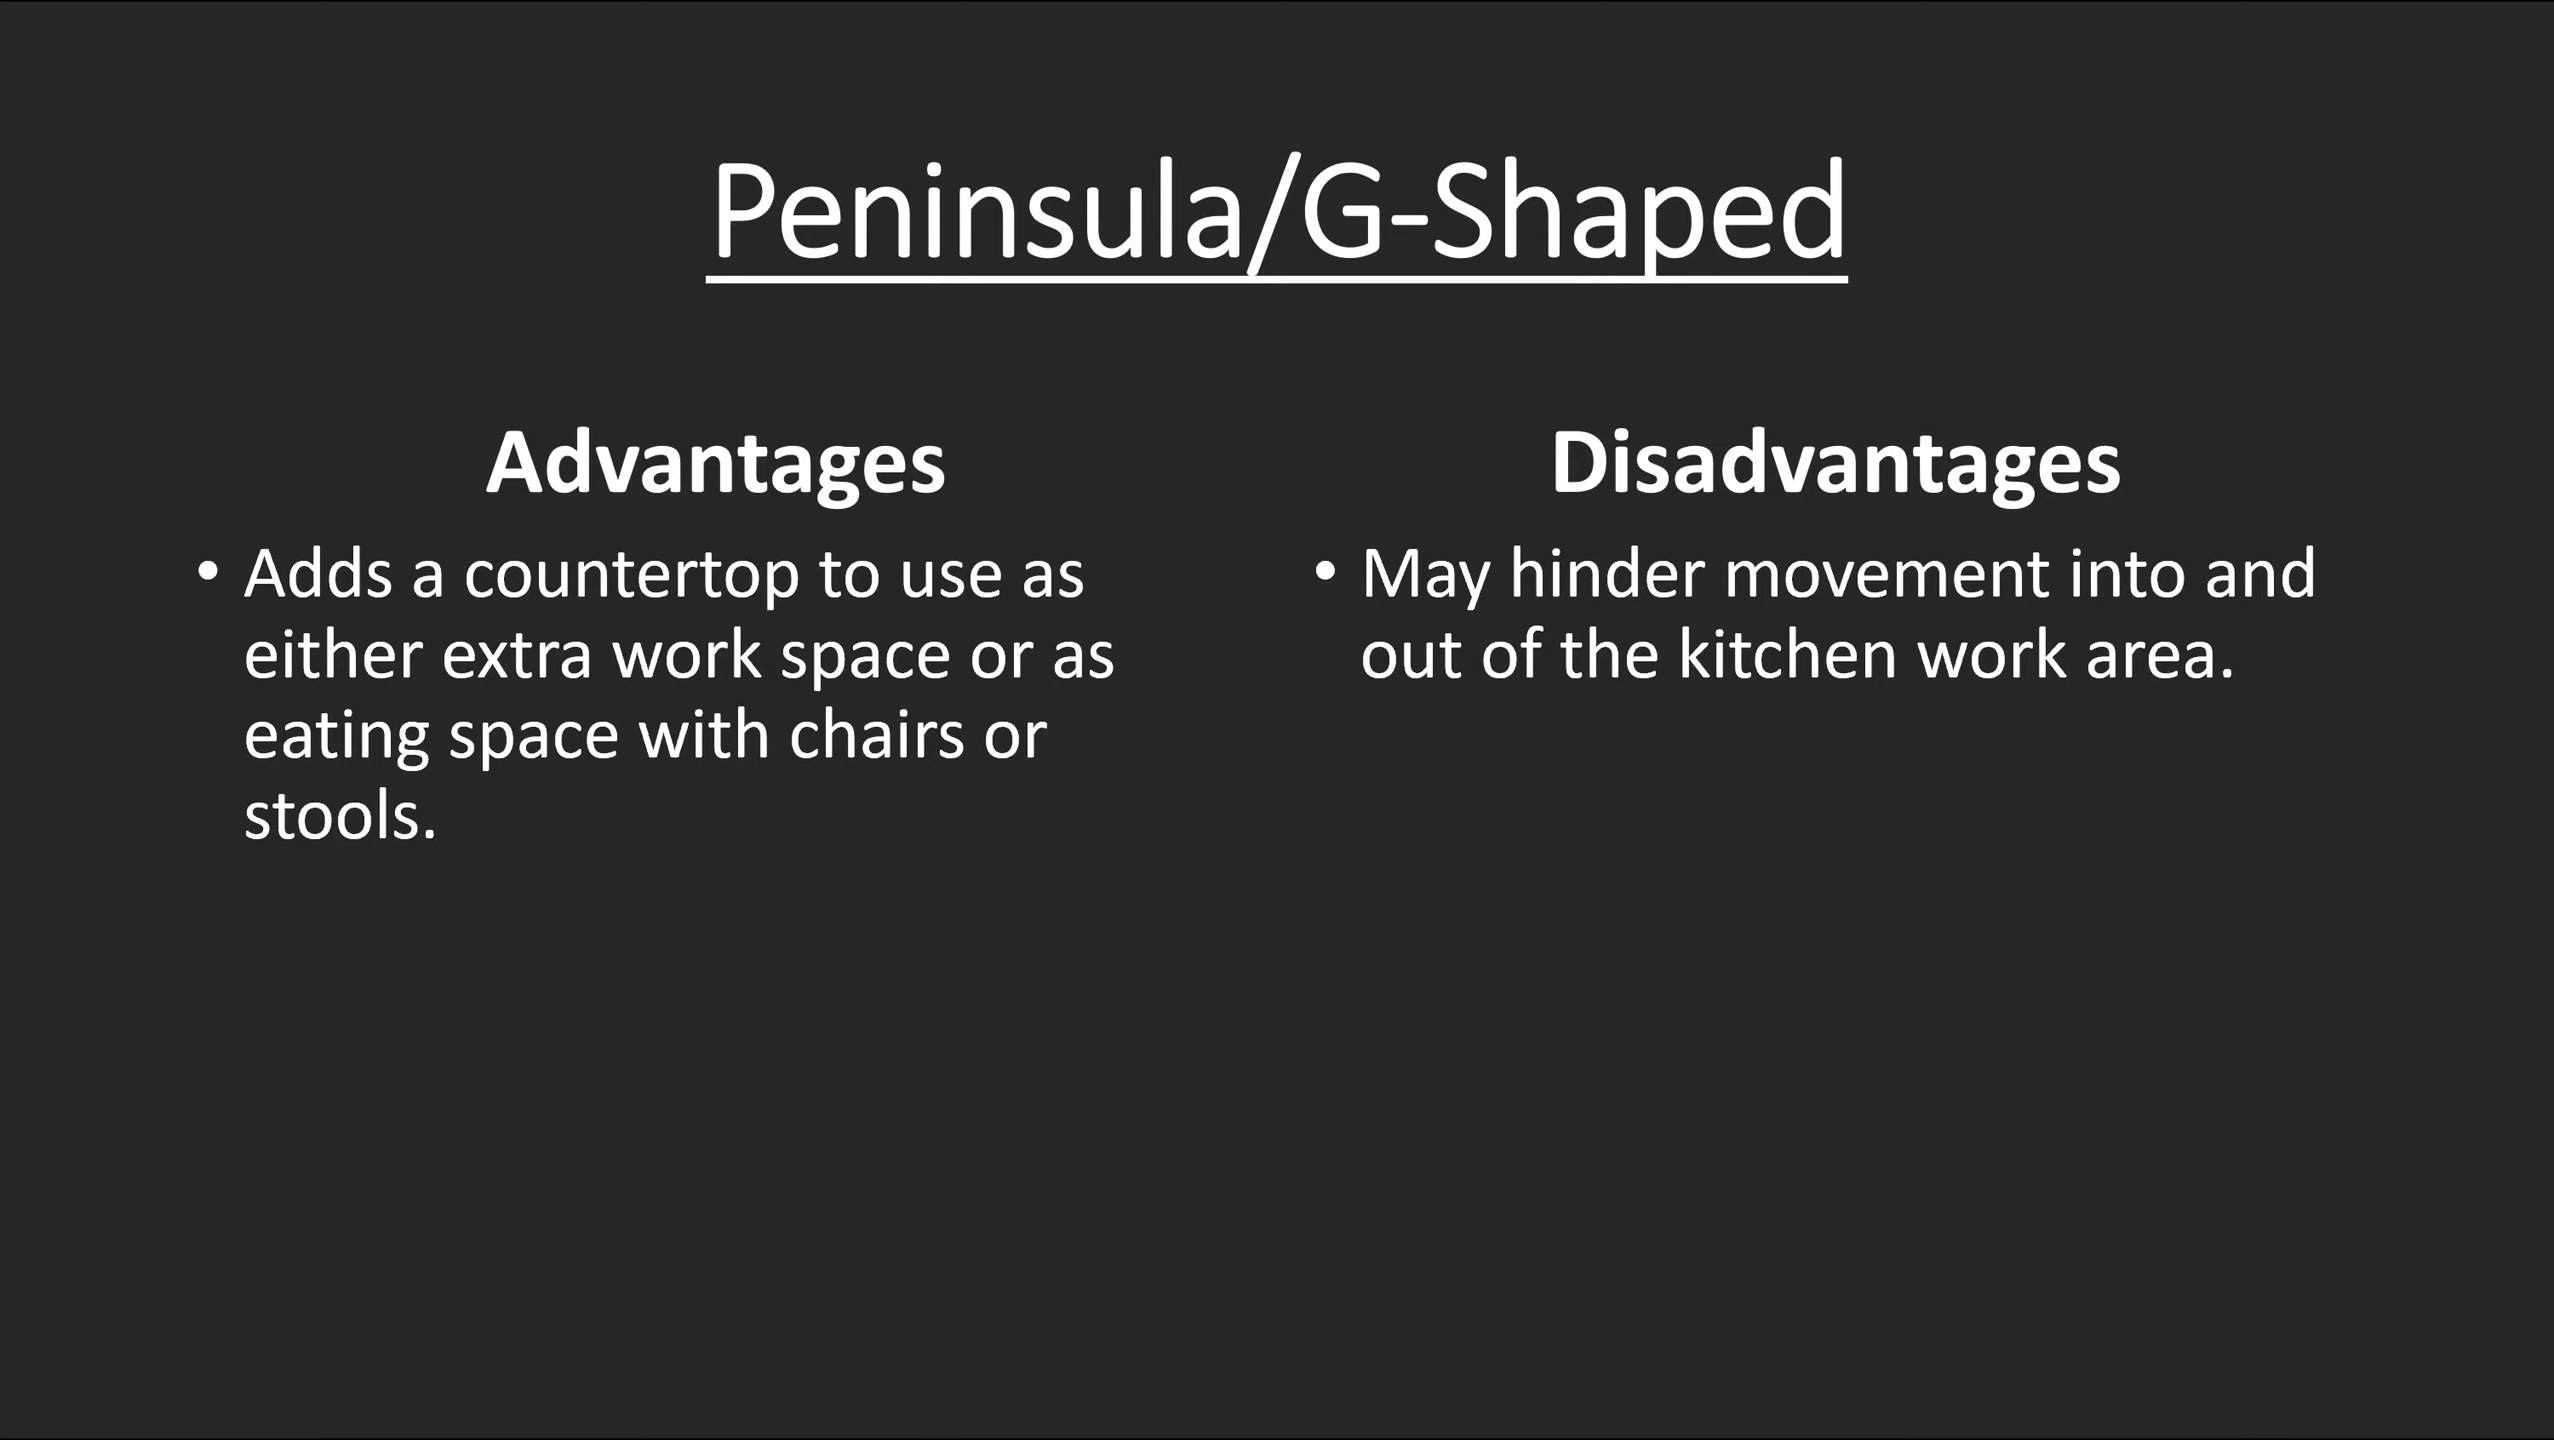 Peninsula/G-Shaped
Advantages
• Adds a countertop to use as
either extra work space or as
eating space with chairs or
stools.
Disadvantages
• May hinder movement into and
out of the kitchen work area.